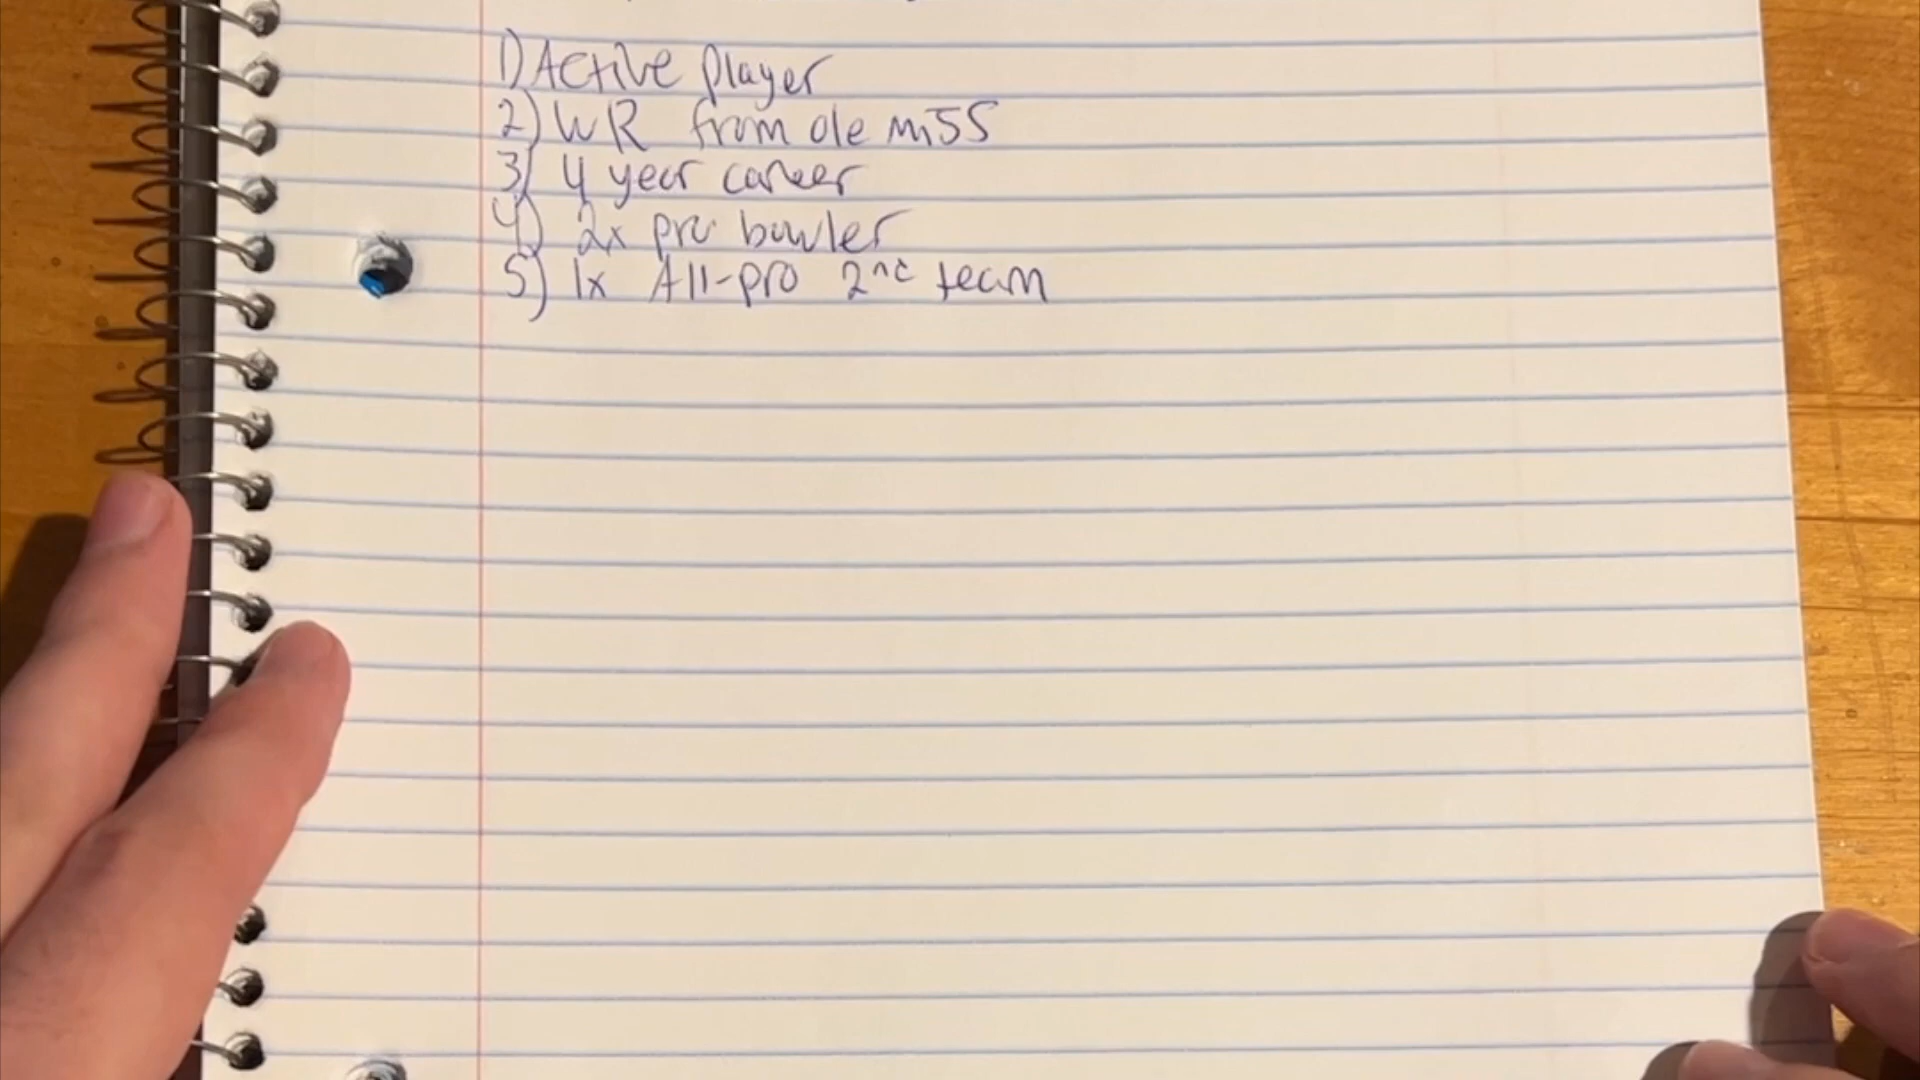 1) Active player
2) WR from ole miss
3) 4 year career
4) 2x pro bowler
5) 1x All-pro 2nd team